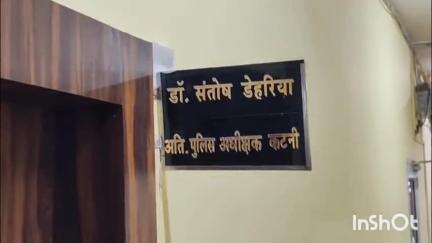 डॉ. संतोष डेहरिया
अति. पुलिस अधीक्षक कटनी
InShOt